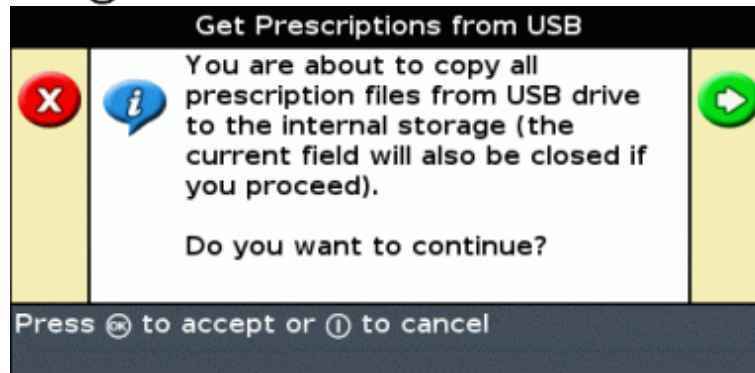 Get Prescriptions from USB
You are about to copy all
prescription files from USB drive
to the internal storage (the
current field will also be closed if
you proceed).
Do you want to continue?
Press OK to accept or to cancel